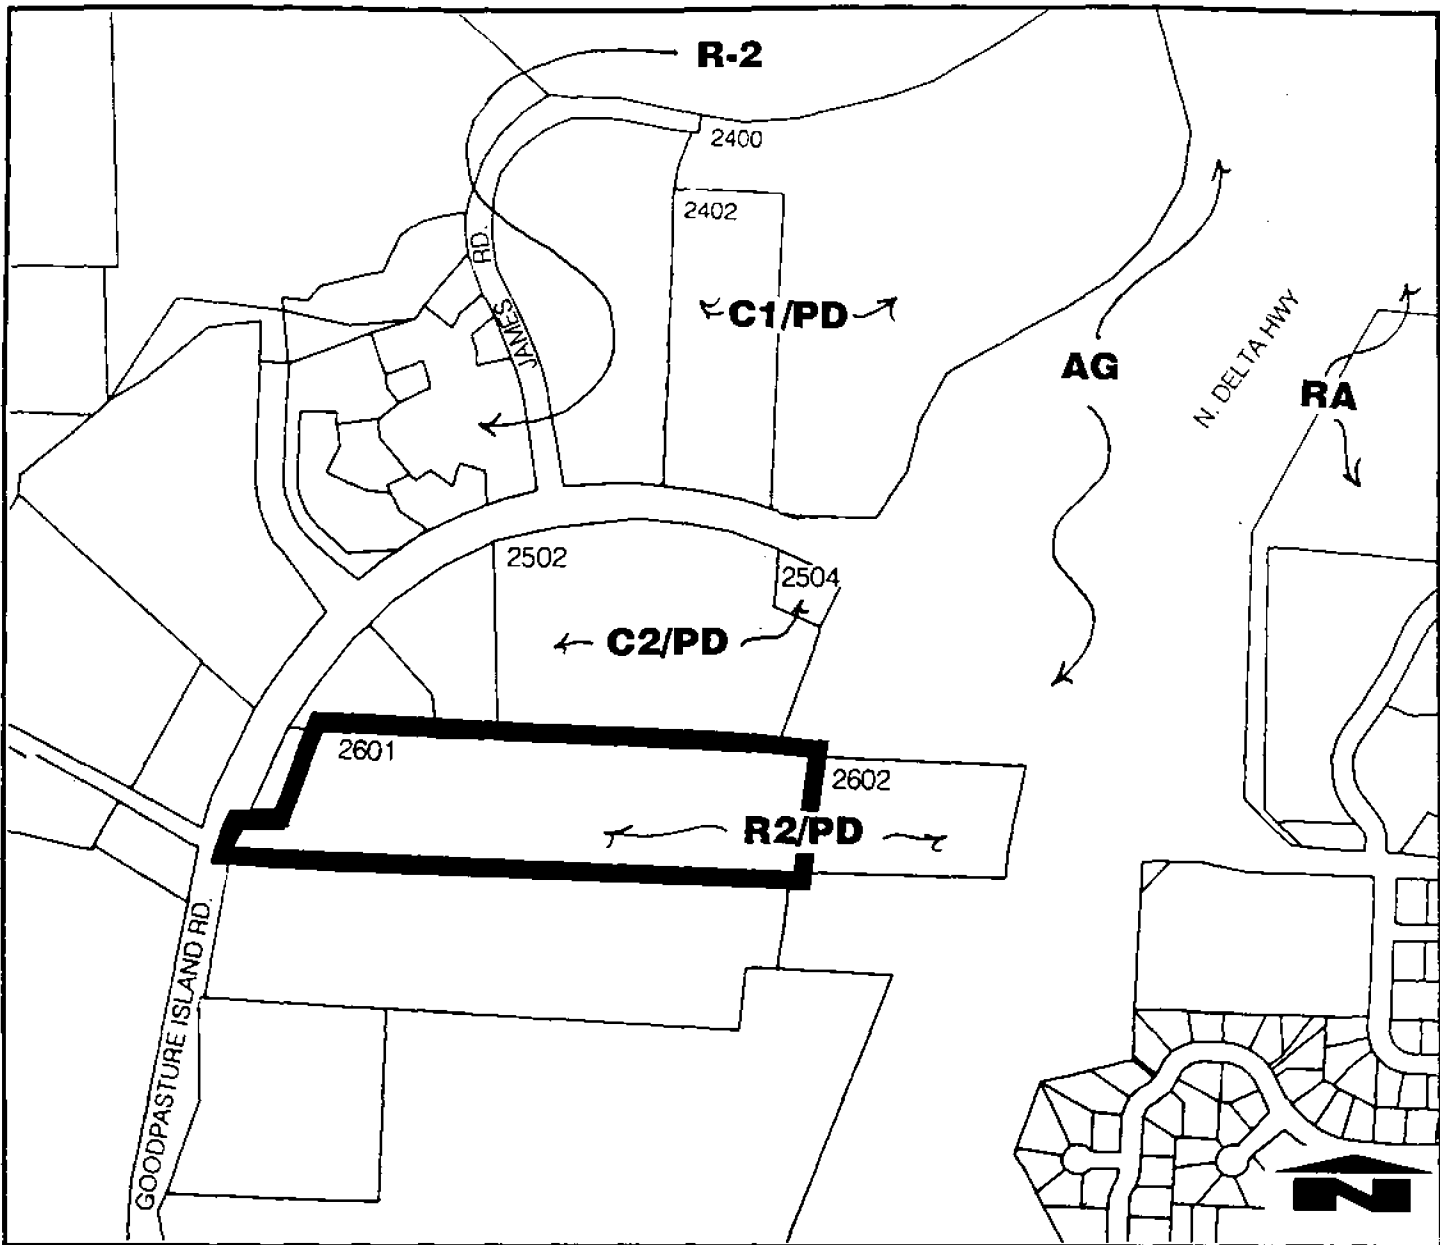 R-2
2400
2402
JAMES RD.
C1/PD
AG
N. DELTA HWY
RA
2502
2504
C2/PD
2601
2602
R2/PD
GOODPASTURE ISLAND RD.
N